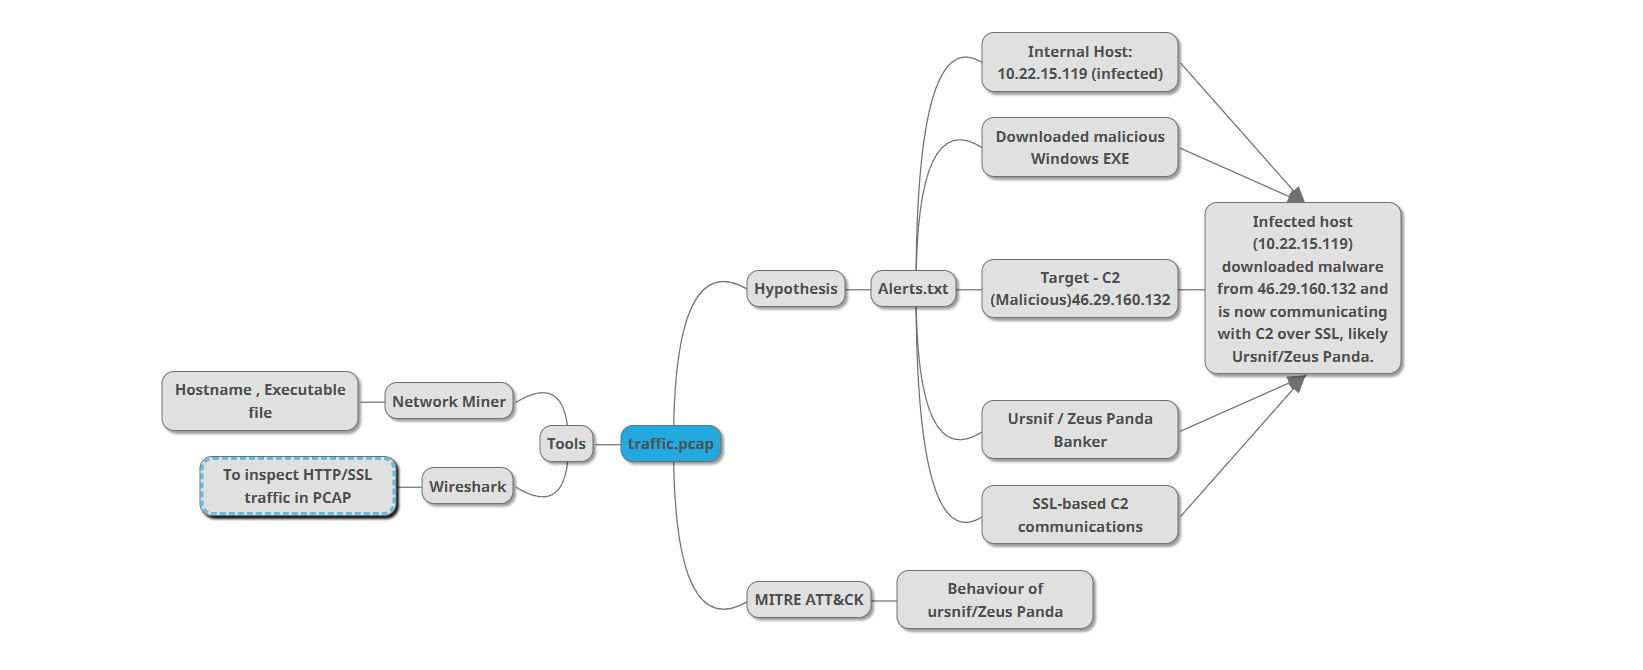 Internal Host:
10.22.15.119 (infected)
Downloaded malicious
Windows EXE
Infected host
(10.22.15.119)
downloaded malware
from 46.29.160.132 and
is now communicating
with C2 over SSL, likely
Ursnif/Zeus Panda.
Hypothesis
Alerts.txt
Target - C2
(Malicious)46.29.160.132
Hostname , Executable
file
Network Miner
Tools
traffic.pcap
Ursnif / Zeus Panda
Banker
To inspect HTTP/SSL
traffic in PCAP
Wireshark
SSL-based C2
communications
MITRE ATT&CK
Behaviour of
ursnif/Zeus Panda